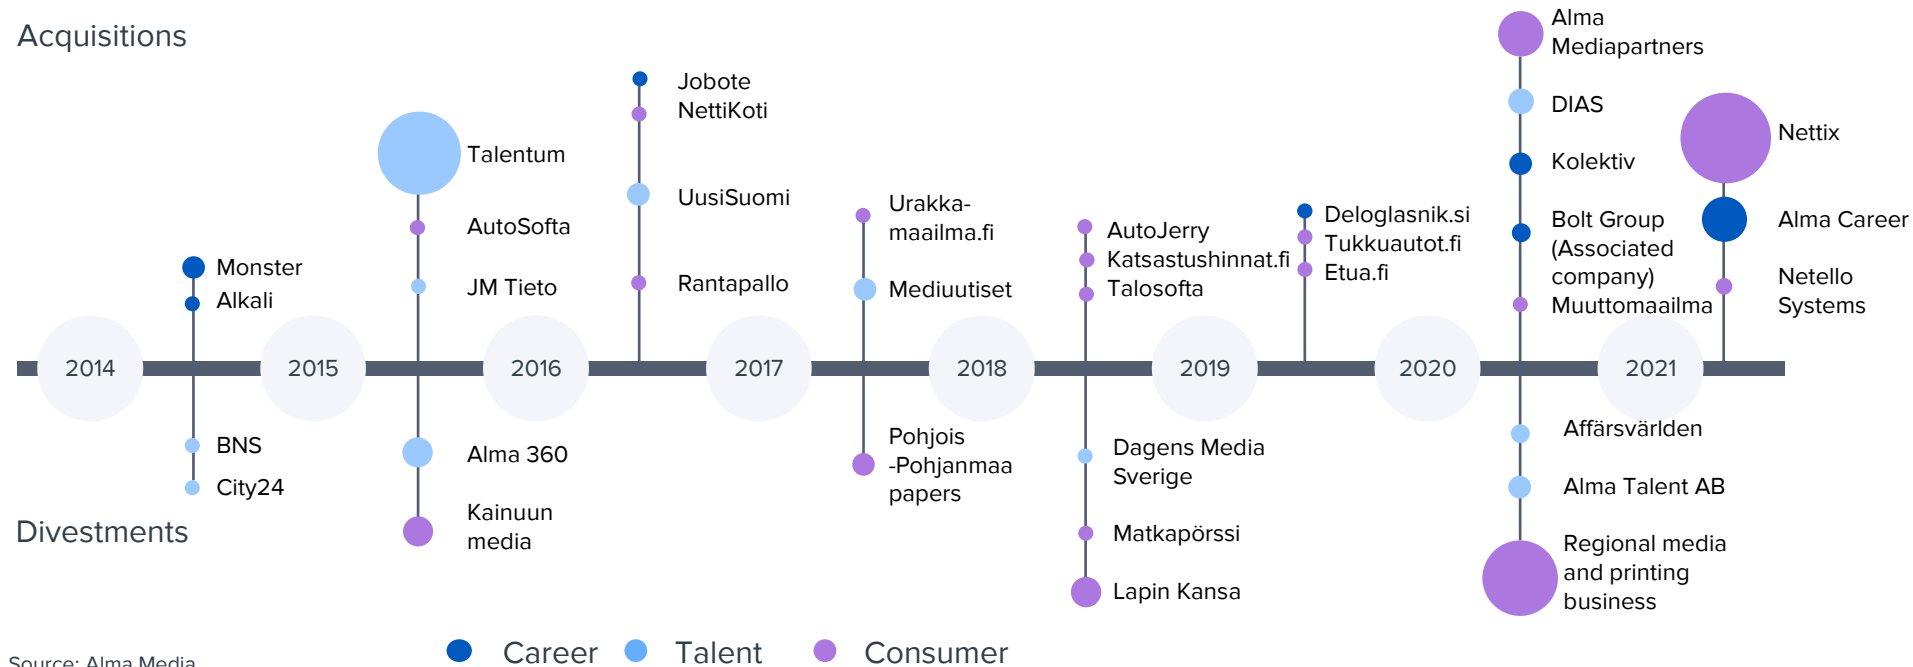 Acquisitions
Monster
Alkali
Talentum
AutoSofta
JM Tieto
Jobote
NettiKoti
UusiSuomi
Rantapallo
Urakka-
maailma.fi
Mediuutiset
AutoJerry
Katsastushinnat.fi
Talosofta
Deloglasnik.si
Tukkuautot.fi
Etua.fi
Alma
Mediapartners
DIAS
Kolektiv
Bolt Group
(Associated
company)
Muuttomaailma
Nettix
Alma Career
Netello
Systems
2014
2015
2016
2017
2018
2019
2020
2021
BNS
City24
Alma 360
Kainuun
media
Pohjois
-Pohjanmaa
papers
Dagens Media
Sverige
Matkapörssi
Lapin Kansa
Affärsvärlden
Alma Talent AB
Regional media
and printing
business
Divestments
Career
Talent
Consumer
Source: Alma Media